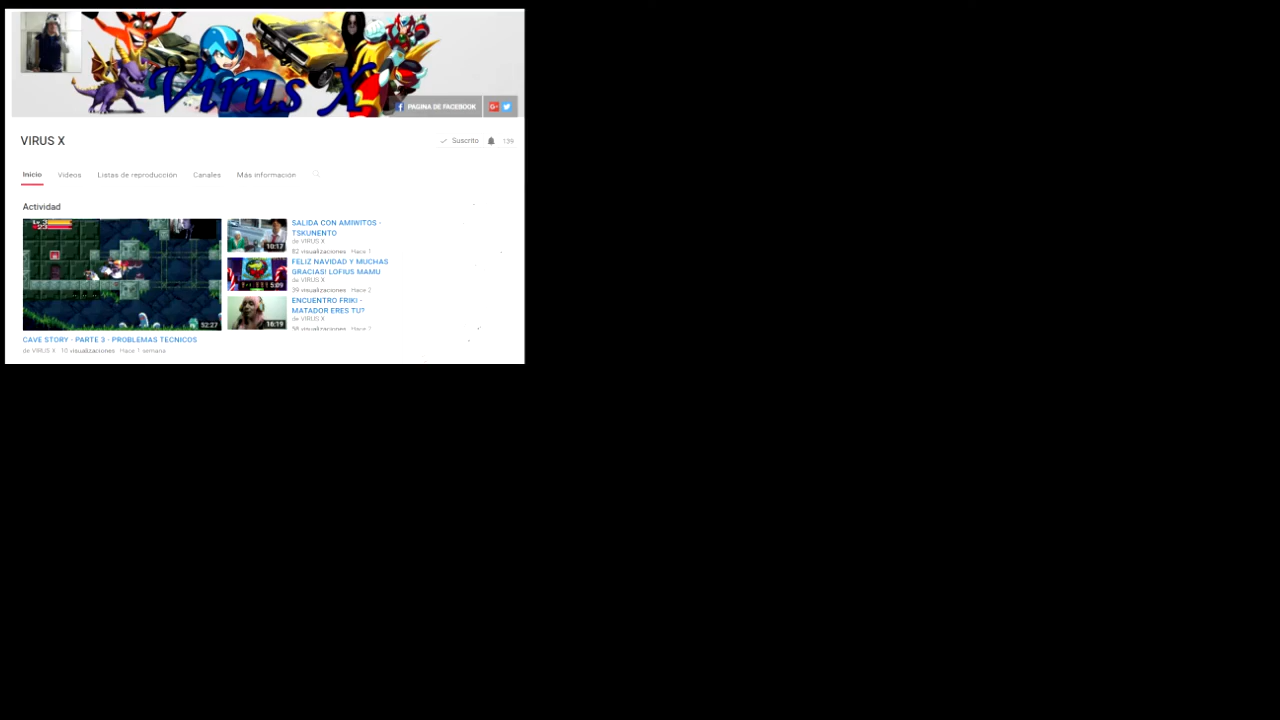 Virus X
PAGINA DE FACEBOOK
G+
VIRUS X
Suscrito 139
Inicio Videos Listas de reproducción Canales Más información
Actividad
52:27
CAVE STORY - PARTE 3 - PROBLEMAS TECNICOS
de VIRUS X · 10 visualizaciones · Hace 1 semana
10:17
SALIDA CON AMIWITOS -
TSKUNENTO
de VIRUS X
82 visualizaciones · Hace 1
5:09
FELIZ NAVIDAD Y MUCHAS
GRACIAS! LOFIUS MAMU
de VIRUS X
39 visualizaciones · Hace 2
16:19
ENCUENTRO FRIKI -
MATADOR ERES TU?
de VIRUS X
visualizaciones · Hace